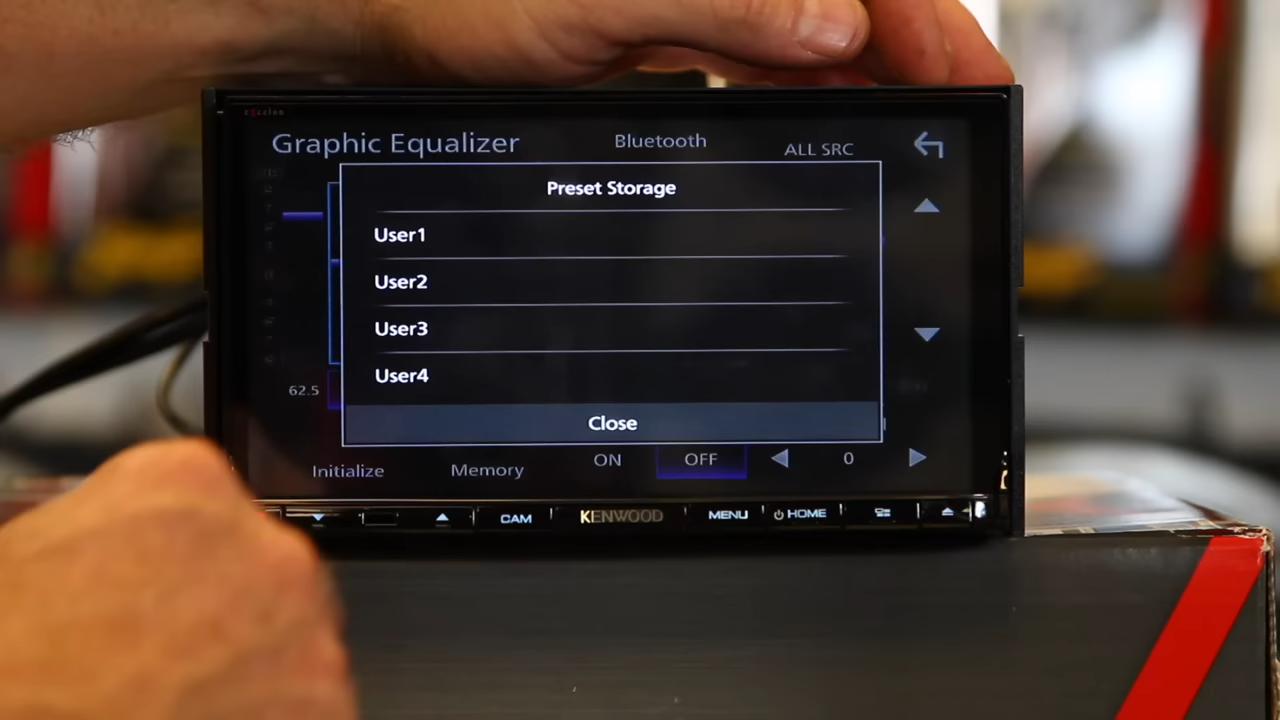 eXcelon
Graphic Equalizer
Bluetooth
ALL SRC
Preset Storage
User1
User2
User3
User4
Close
62.5
Initialize
Memory
ON
OFF
0
CAM
KENWOOD
MENU
HOME